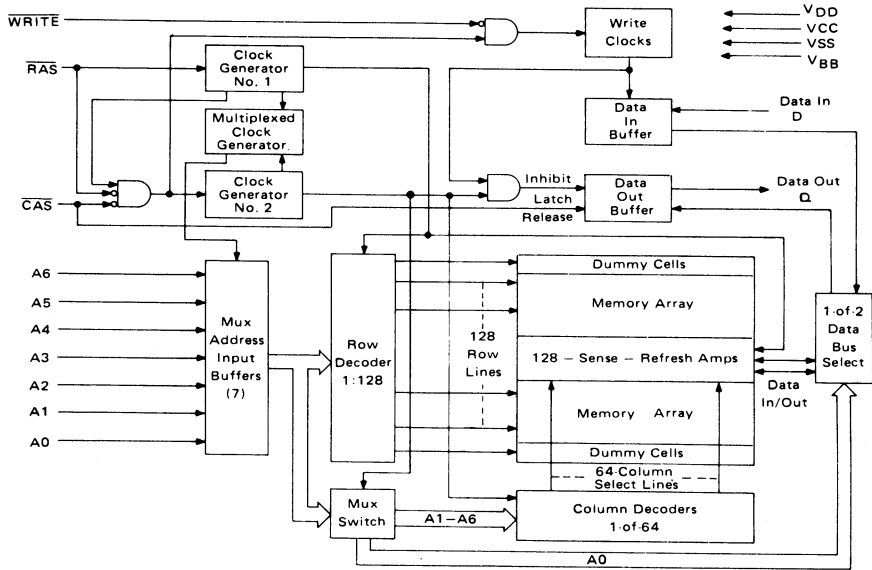 WRITE
RAS
CAS
Clock
Generator
No. 1
Multiplexed
Clock
Generator.
Clock
Generator
No. 2
Write
Clocks
VDD
VCC
VSS
VBB
Data
In
Buffer
Data In
D
Inhibit
Latch
Release
Data
Out
Buffer
Data Out
Q
A6
A5
A4
A3
A2
A1
A0
Mux
Address
Input
Buffers
(7)
Row
Decoder
1:128
128
Row
Lines
Dummy Cells
Memory Array
128 – Sense – Refresh Amps
Memory Array
Dummy Cells
1-of-2
Data
Bus
Select
Data
In/Out
64-Column
Select Lines
Mux
Switch
A1–A6
Column Decoders
1-of-64
A0